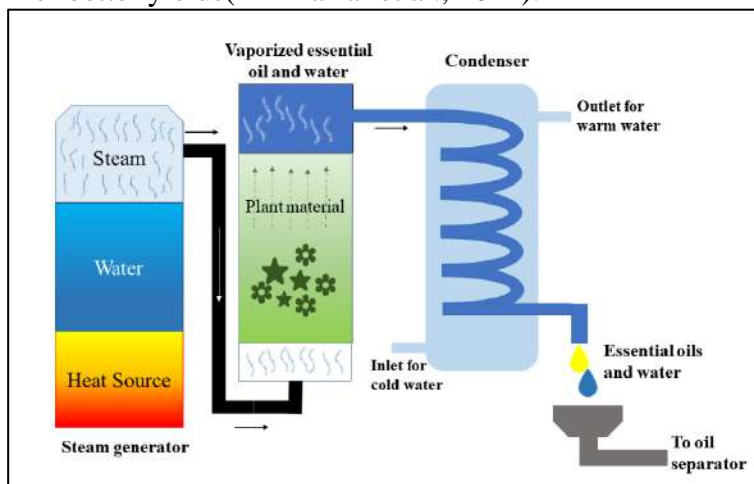 Vaporized essential
oil and water
Condenser
Steam
Outlet for
warm water
Plant material
Water
Heat Source
Inlet for
cold water
Essential oils
and water
Steam generator
To oil
separator